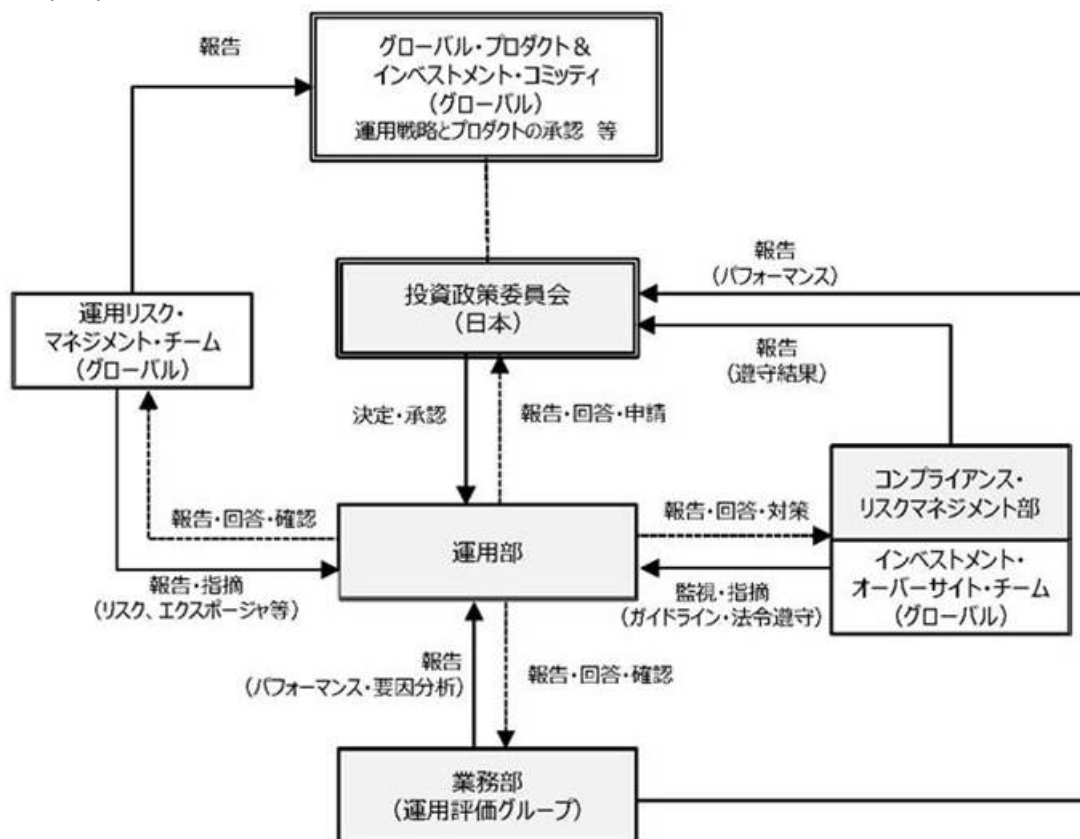 報告
グローバル・プロダクト&
インベストメント・コミッティ
(グローバル)
運用戦略とプロダクトの承認 等
報告
(パフォーマンス)
投資政策委員会
(日本)
運用リスク・
マネジメント・チーム
(グローバル)
報告
(遵守結果)
決定・承認
報告・回答・申請
コンプライアンス・
リスクマネジメント部
報告・回答・確認
運用部
報告・回答・対策
インベストメント・
オーバーサイト・チーム
(グローバル)
報告・指摘
(リスク、エクスポージャ等)
監視・指摘
(ガイドライン・法令遵守)
報告
(パフォーマンス・要因分析)
報告・回答・確認
業務部
(運用評価グループ)